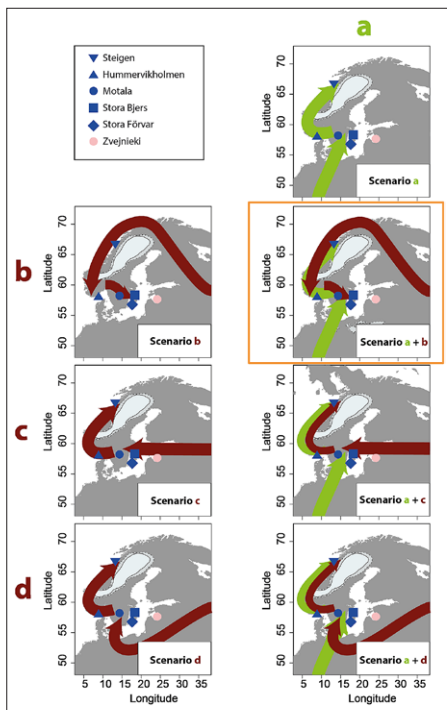 a
Steigen
Hummervikholmen
Motala
Stora Bjers
Stora Förvar
Zvejnieki
Latitude
70
65
60
55
50
Scenario a
b
Latitude
70
65
60
55
50
Scenario b
Latitude
70
65
60
55
50
Scenario a + b
c
Latitude
70
65
60
55
50
Scenario c
Latitude
70
65
60
55
50
Scenario a + c
d
Latitude
70
65
60
55
50
Scenario d
5 10 15 20 25 30 35
Longitude
Latitude
70
65
60
55
50
Scenario a + d
5 10 15 20 25 30 35
Longitude